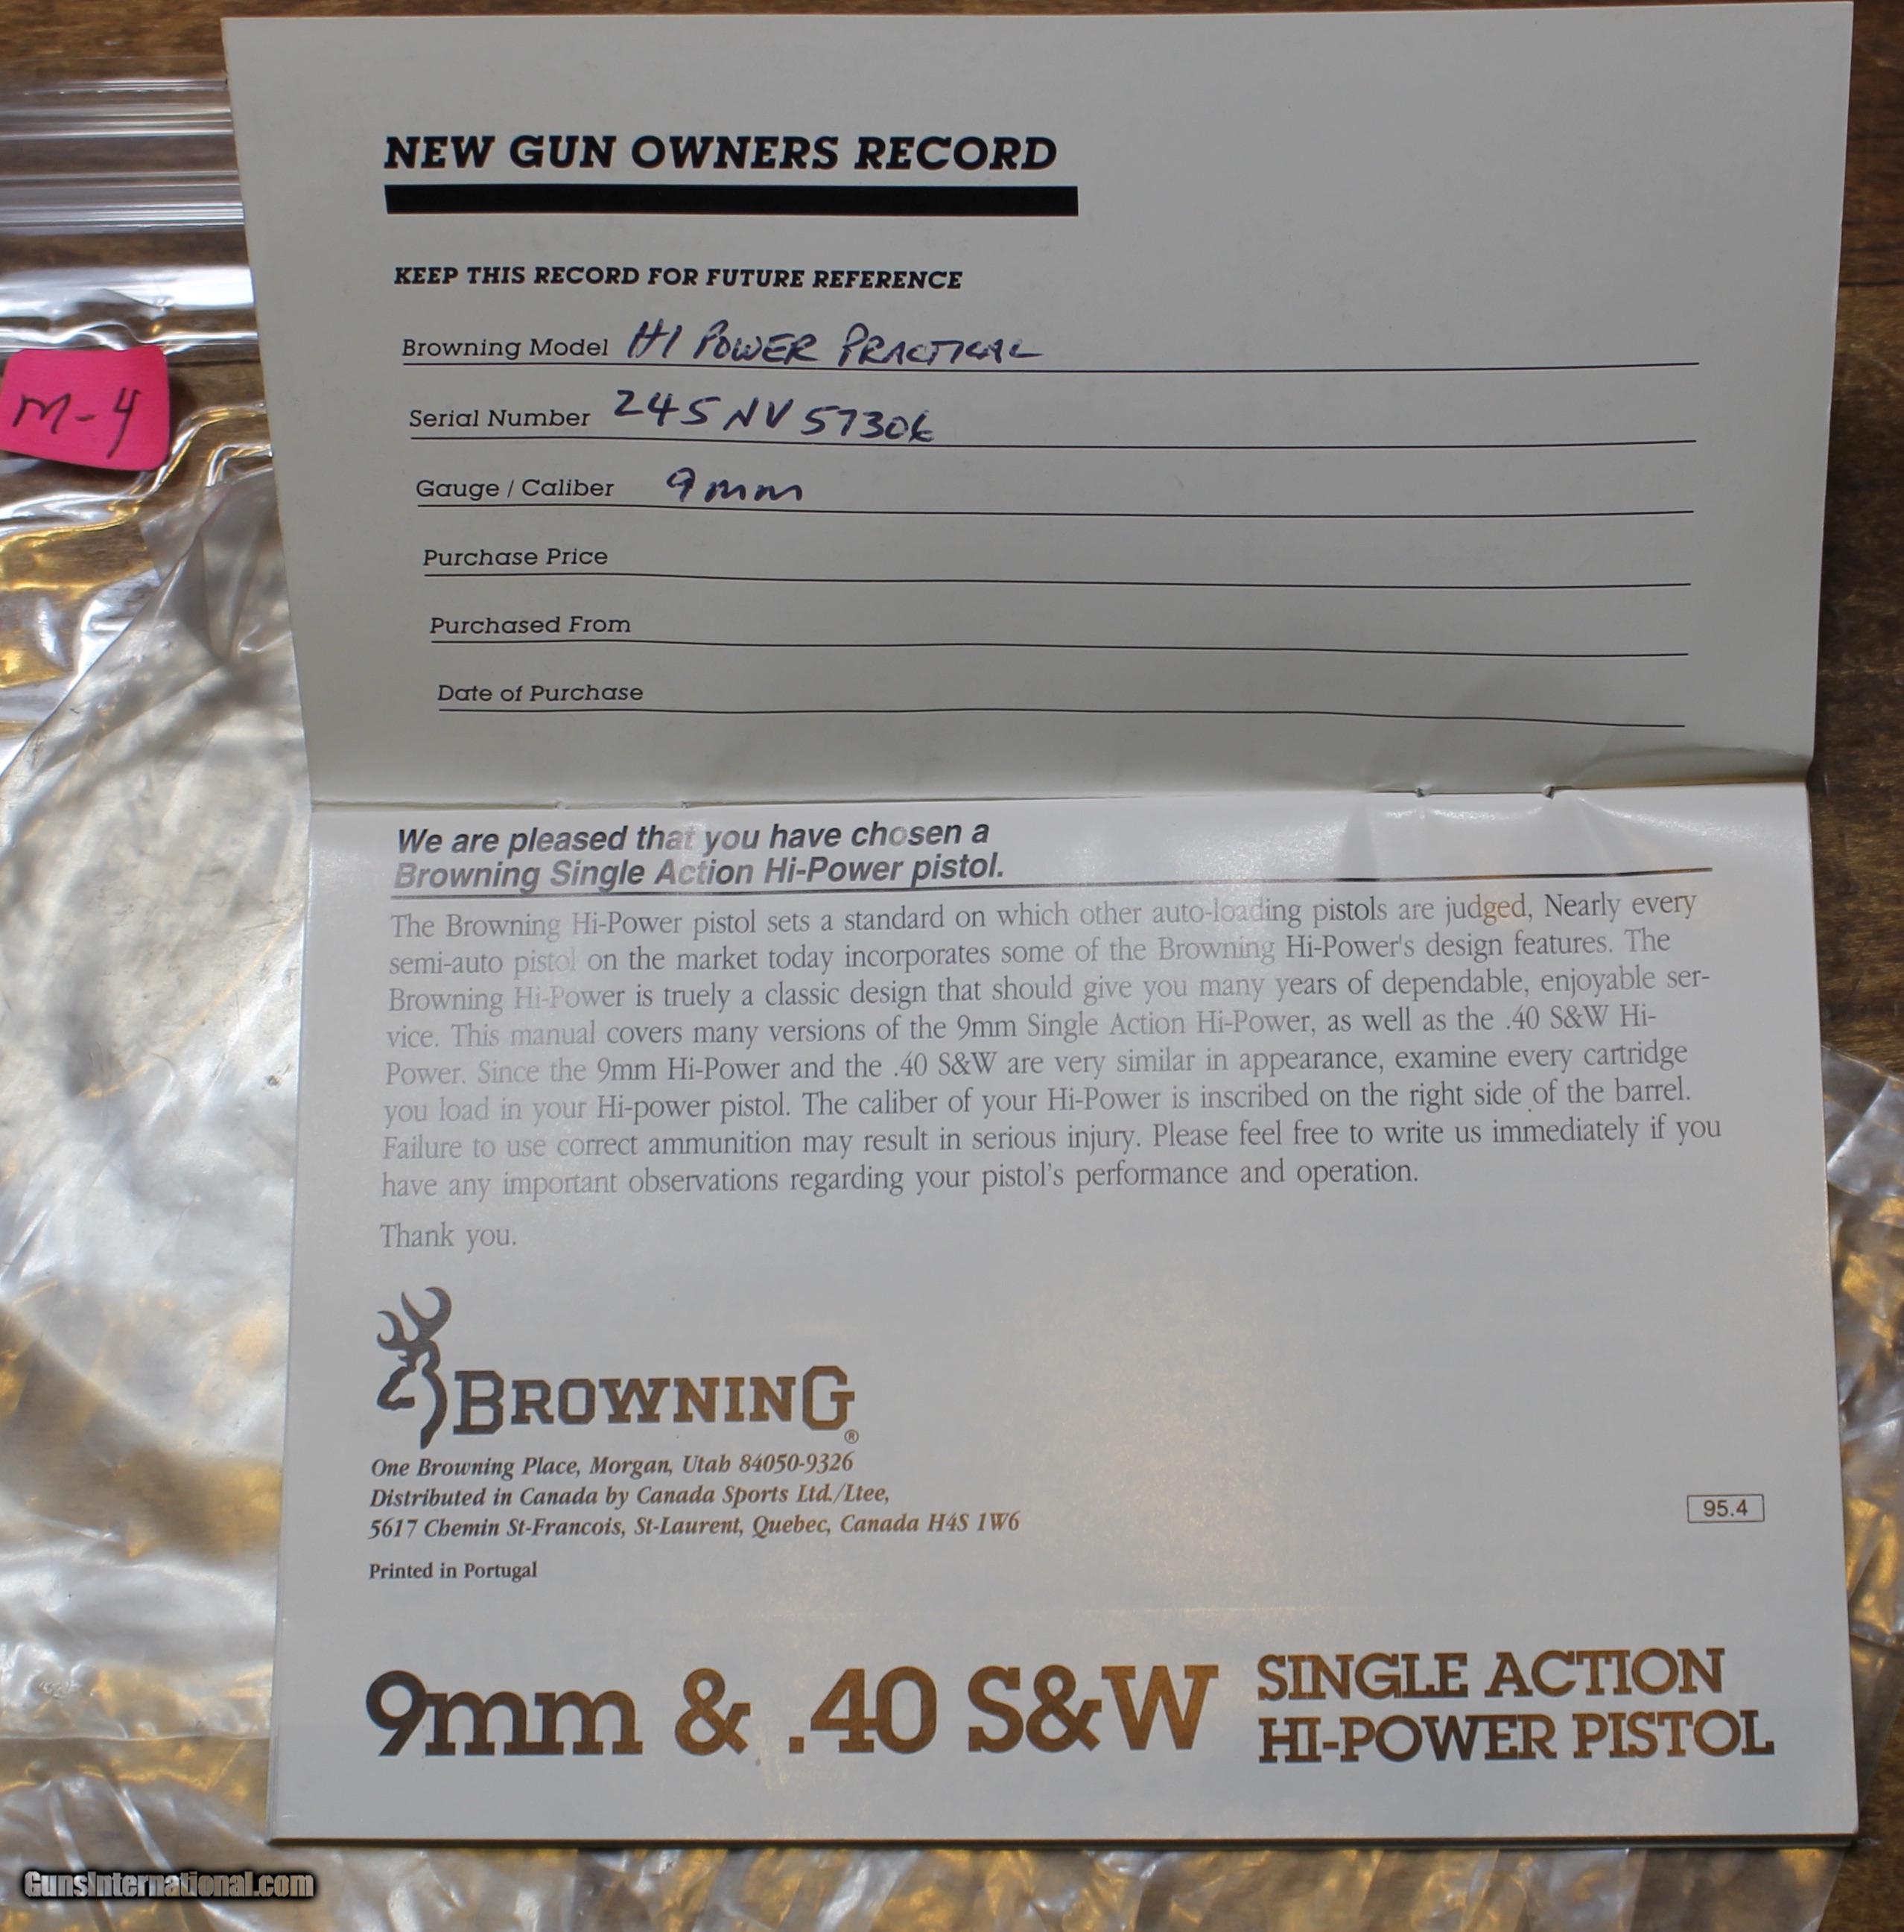 NEW GUN OWNERS RECORD
KEEP THIS RECORD FOR FUTURE REFERENCE
Browning Model HI POWER PRACTICAL
Serial Number 245NV57306
Gauge / Caliber 9mm
Purchase Price
Purchased From
Date of Purchase
M-4
We are pleased that you have chosen a
Browning Single Action Hi-Power pistol.
The Browning Hi-Power pistol sets a standard on which other auto-loading pistols are judged, Nearly every
semi-auto pistol on the market today incorporates some of the Browning Hi-Power's design features. The
Browning Hi-Power is truely a classic design that should give you many years of dependable, enjoyable ser-
vice. This manual covers many versions of the 9mm Single Action Hi-Power, as well as the .40 S&W Hi-
Power. Since the 9mm Hi-Power and the .40 S&W are very similar in appearance, examine every cartridge
you load in your Hi-power pistol. The caliber of your Hi-Power is inscribed on the right side of the barrel.
Failure to use correct ammunition may result in serious injury. Please feel free to write us immediately if you
have any important observations regarding your pistol's performance and operation.
Thank you.
BROWNING®
One Browning Place, Morgan, Utah 84050-9326
Distributed in Canada by Canada Sports Ltd./Ltee,
5617 Chemin St-Francois, St-Laurent, Quebec, Canada H4S 1W6
95.4
Printed in Portugal
9mm & .40 S&W SINGLE ACTION
HI-POWER PISTOL
GunsInternational.com